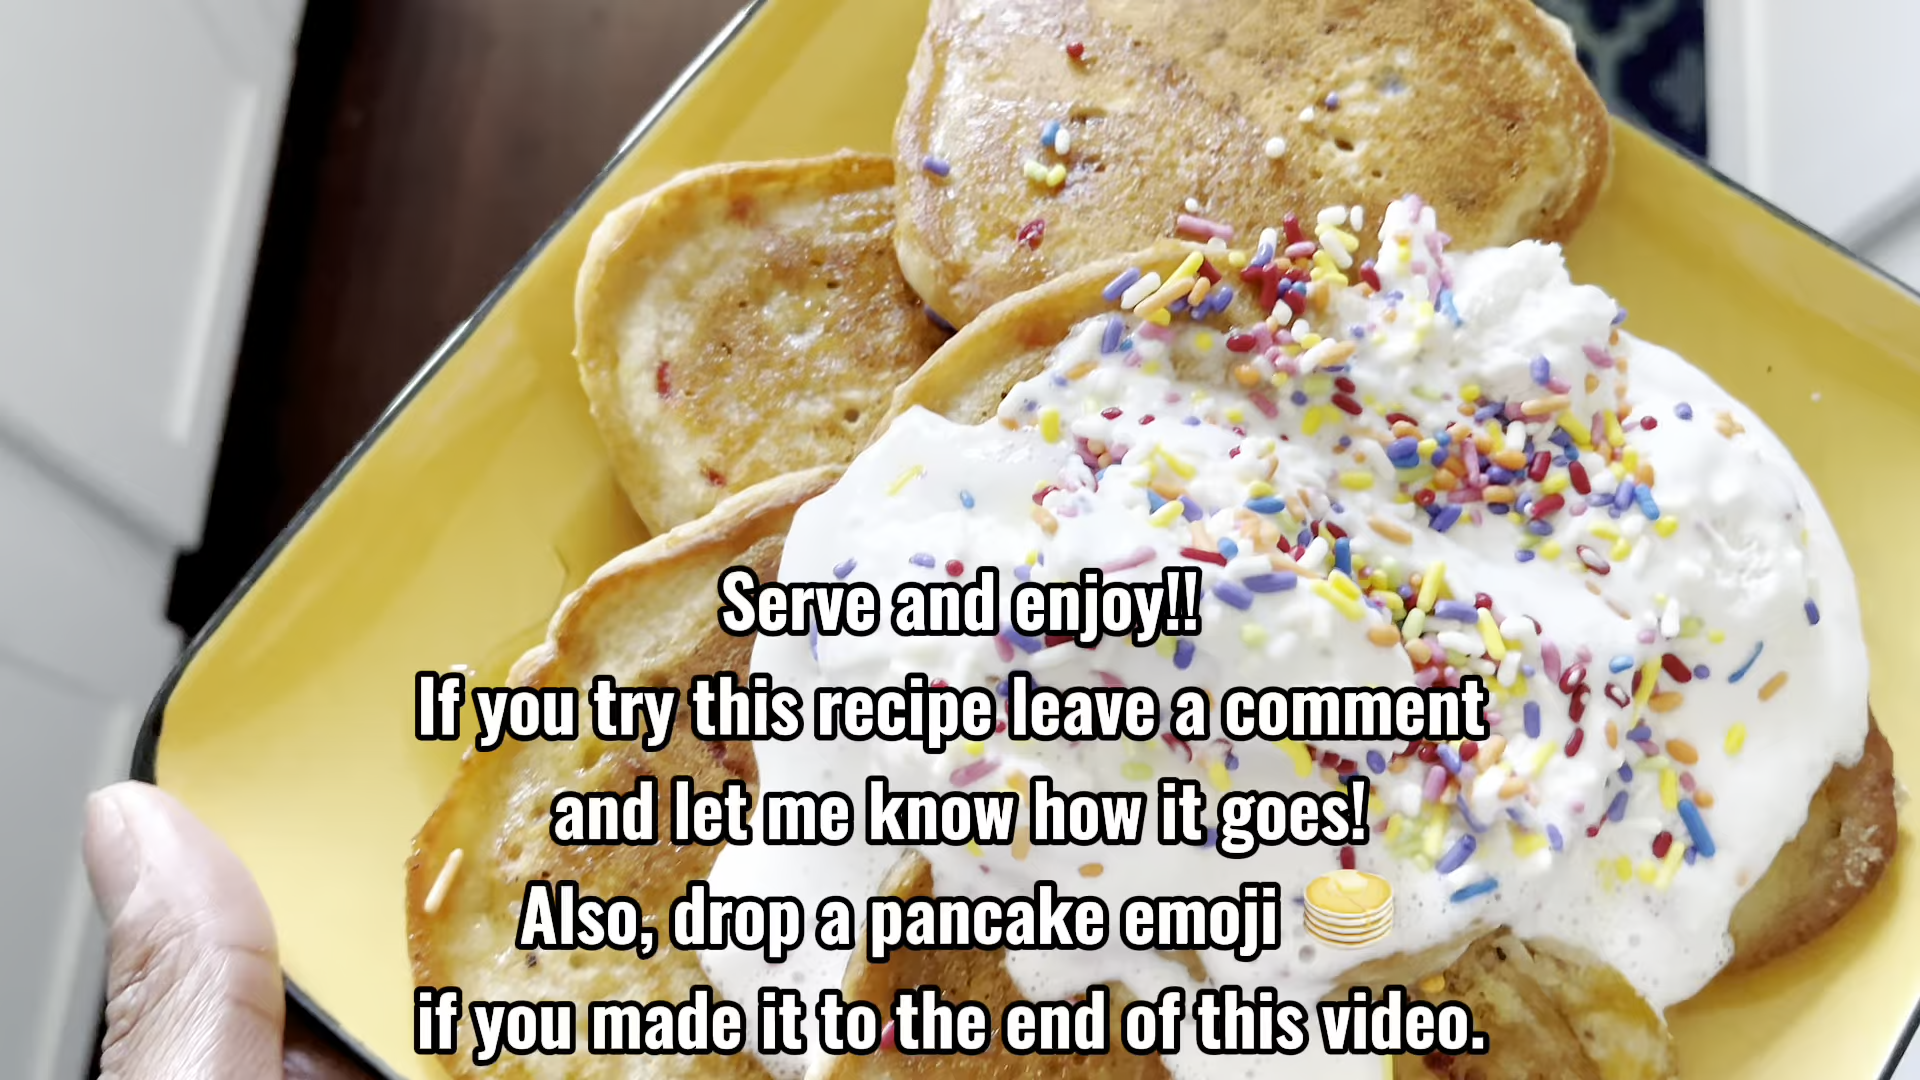 Serve and enjoy!!
If you try this recipe leave a comment
and let me know how it goes!
Also, drop a pancake emoji 🥞
if you made it to the end of this video.